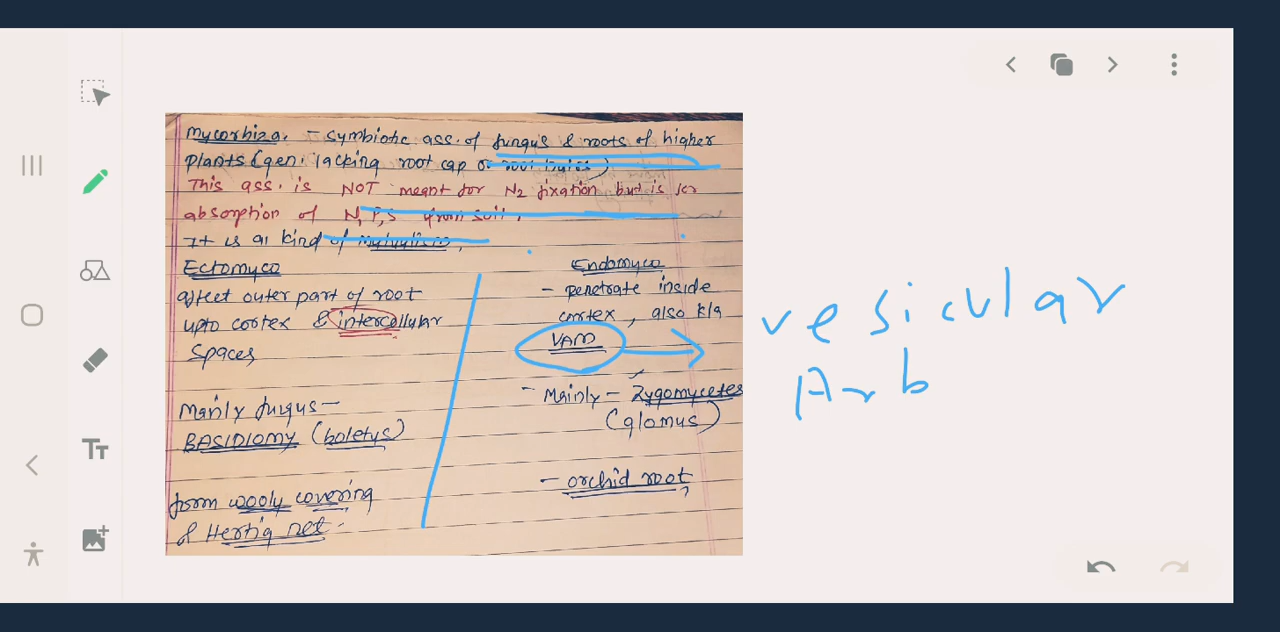 Mycorhiza. - symbiotic ass. of fungus & roots of higher
plants (gen. lacking root cap or root hairs)
This ass. is NOT meant for N2 fixation but is for
absorption of N,P,S from soil.
It is a kind of mutualism.
Ectomyco
affect outer part of root
upto cortex & intercellular
spaces
Mainly fungus-
BASIDIOMY (boletus)
form wooly covering
of Hertig net.
Endomyco
- penetrate inside
cortex, also k/a
VAM
- Mainly - Zygomycetes
(glomus)
- orchid root,
vesicular
Arb
Tт